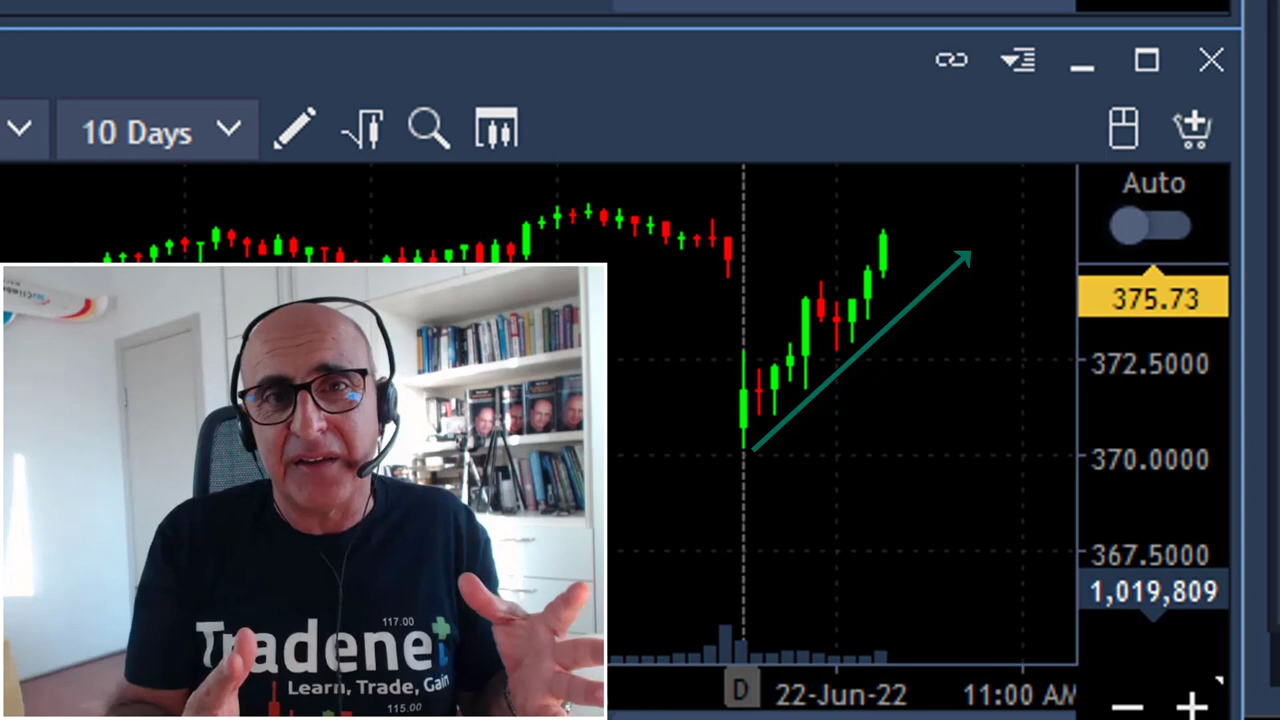 10 Days
Auto
375.73
372.5000
370.0000
367.5000
1,019,809
D
22-Jun-22
11:00 AM
117.00
Tradenet
Learn, Trade, Gain
115.00